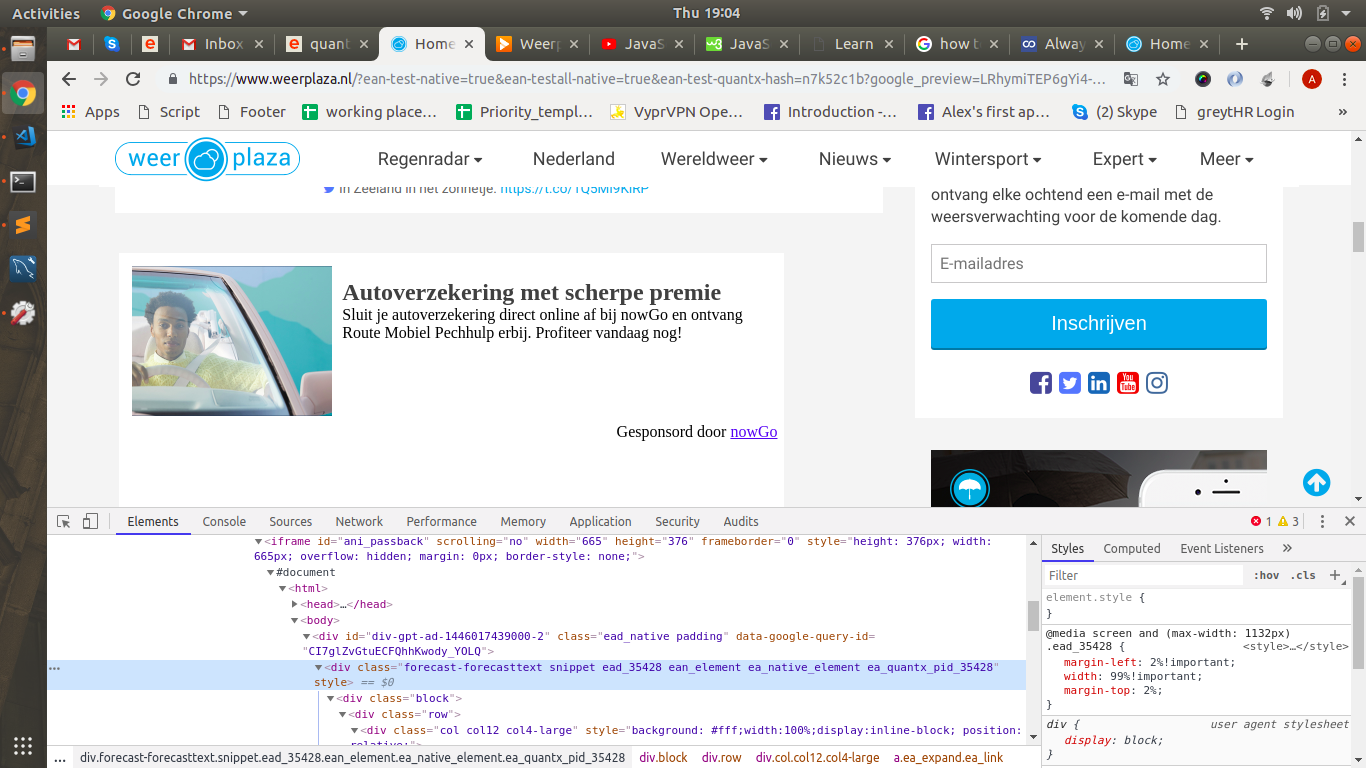 Activities Google Chrome Thu 19:04
Inbox quant Home Weerp JavaS JavaS Learn how t Alway Home
https://www.weerplaza.nl/?ean-test-native=true&ean-testall-native=true&ean-test-quantx-hash=n7k52c1b?google_preview=LRhymiTEP6gYi4-... A
Apps Script Footer working place… Priority_templ… VyprVPN Ope… Introduction -… Alex's first ap… (2) Skype greytHR Login »
weer plaza Regenradar Nederland Wereldweer Nieuws Wintersport Expert Meer
In Zeeland in het zonnetje. https://t.co/1Q5Ml9KlRP
ontvang elke ochtend een e-mail met de
weersverwachting voor de komende dag.
E-mailadres
Inschrijven
You Tube
Autoverzekering met scherpe premie
Sluit je autoverzekering direct online af bij nowGo en ontvang
Route Mobiel Pechhulp erbij. Profiteer vandaag nog!
Gesponsord door nowGo
Elements Console Sources Network Performance Memory Application Security Audits 1 3
<iframe id="ani_passback" scrolling="no" width="665" height="376" frameborder="0" style="height: 376px; width:
665px; overflow: hidden; margin: 0px; border-style: none;">
#document
<html>
<head>…</head>
<body>
<div id="div-gpt-ad-1446017439000-2" class="ead_native padding" data-google-query-id=
"CI7glZvGtuECFQhhKwody_YOLQ">
<div class="forecast-forecasttext snippet ead_35428 ean_element ea_native_element ea_quantx_pid_35428"
style> == $0
<div class="block">
<div class="row">
<div class="col col12 col4-large" style="background: #fff;width:100%;display:inline-block; position:
relative;">
... div.forecast-forecasttext.snippet.ead_35428.ean_element.ea_native_element.ea_quantx_pid_35428 div.block div.row div.col.col12.col4-large a.ea_expand.ea_link
Styles Computed Event Listeners »
Filter :hov .cls +
element.style {
}
@media screen and (max-width: 1132px)
.ead_35428 { <style>…</style>
margin-left: 2%!important;
width: 99%!important;
margin-top: 2%;
}
div { user agent stylesheet
display: block;
}